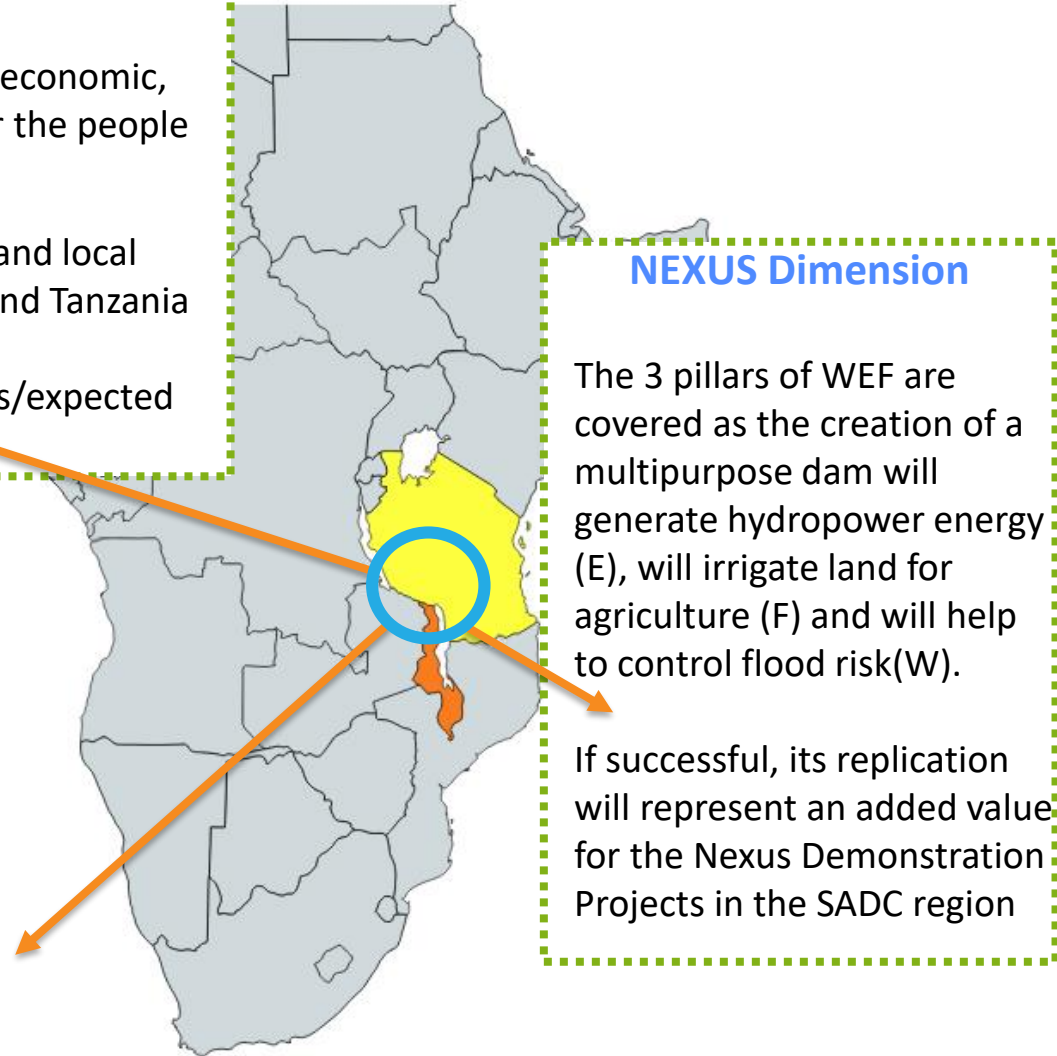 economic,
r the people
and local
nd Tanzania
s/expected
NEXUS Dimension
The 3 pillars of WEF are
covered as the creation of a
multipurpose dam will
generate hydropower energy
(E), will irrigate land for
agriculture (F) and will help
to control flood risk(W).
If successful, its replication
will represent an added value
for the Nexus Demonstration
Projects in the SADC region